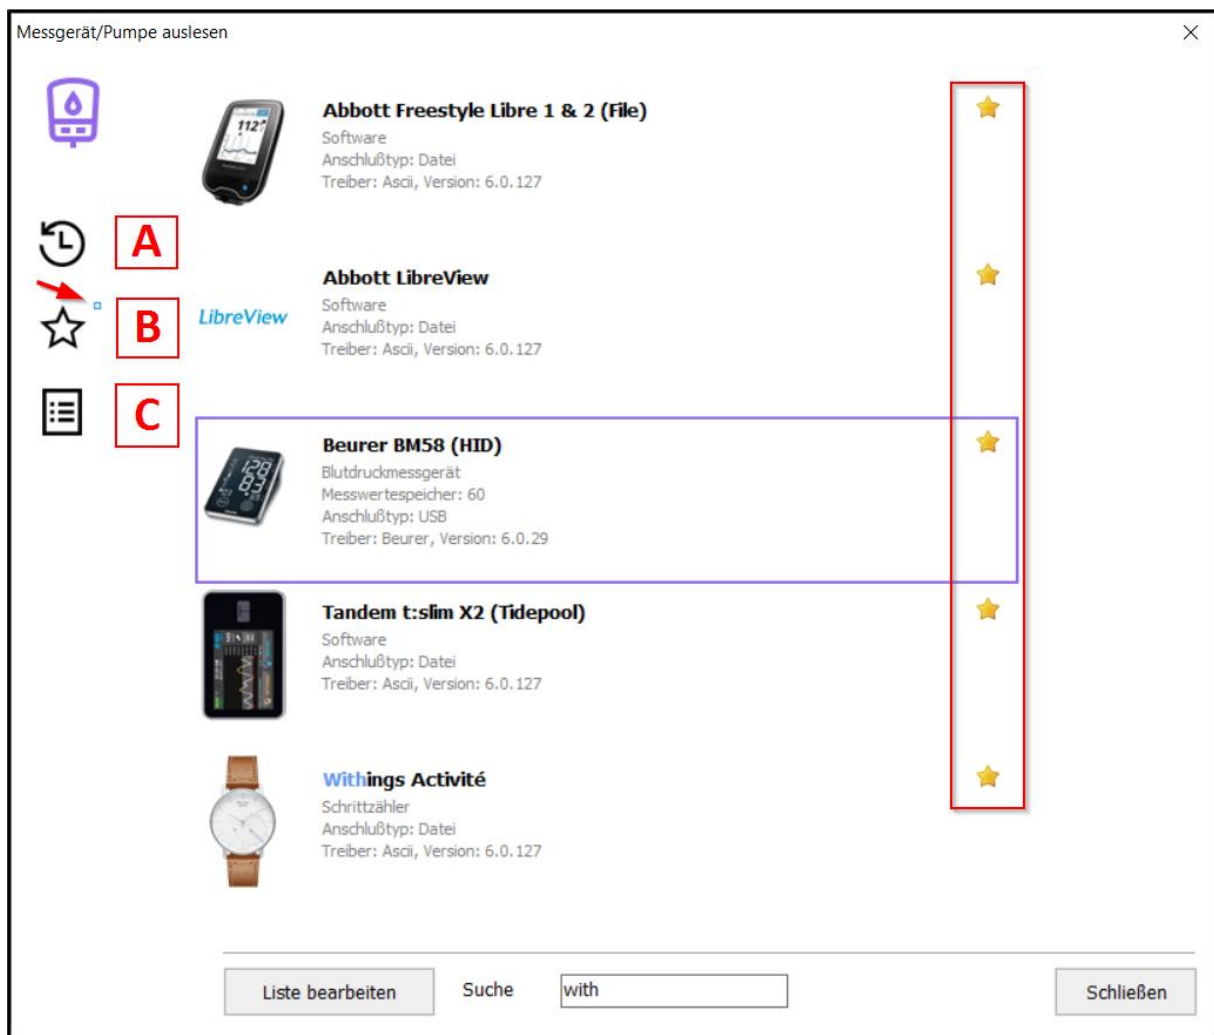 Messgerät/Pumpe auslesen
Abbott Freestyle Libre 1 & 2 (File)
Software
Anschlußtyp: Datei
Treiber: Ascii, Version: 6.0.127
112
A
Abbott LibreView
Software
Anschlußtyp: Datei
Treiber: Ascii, Version: 6.0.127
LibreView
B
C
Beurer BM58 (HID)
Blutdruckmessgerät
Messwertespeicher: 60
Anschlußtyp: USB
Treiber: Beurer, Version: 6.0.29
128
83
Tandem t:slim X2 (Tidepool)
Software
Anschlußtyp: Datei
Treiber: Ascii, Version: 6.0.127
Withings Activité
Schrittzähler
Anschlußtyp: Datei
Treiber: Ascii, Version: 6.0.127
Liste bearbeiten
Suche
with
Schließen